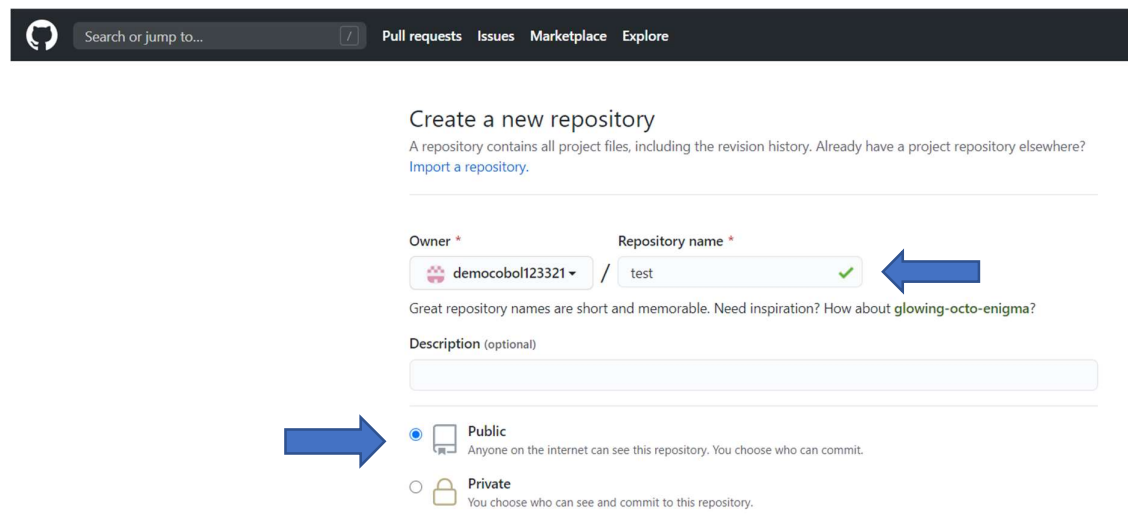 Search or jump to... /
Pull requests Issues Marketplace Explore
Create a new repository
A repository contains all project files, including the revision history. Already have a project repository elsewhere?
Import a repository.
Owner * Repository name *
democobol123321 / test
Great repository names are short and memorable. Need inspiration? How about glowing-octo-enigma?
Description (optional)
Public
Anyone on the internet can see this repository. You choose who can commit.
Private
You choose who can see and commit to this repository.